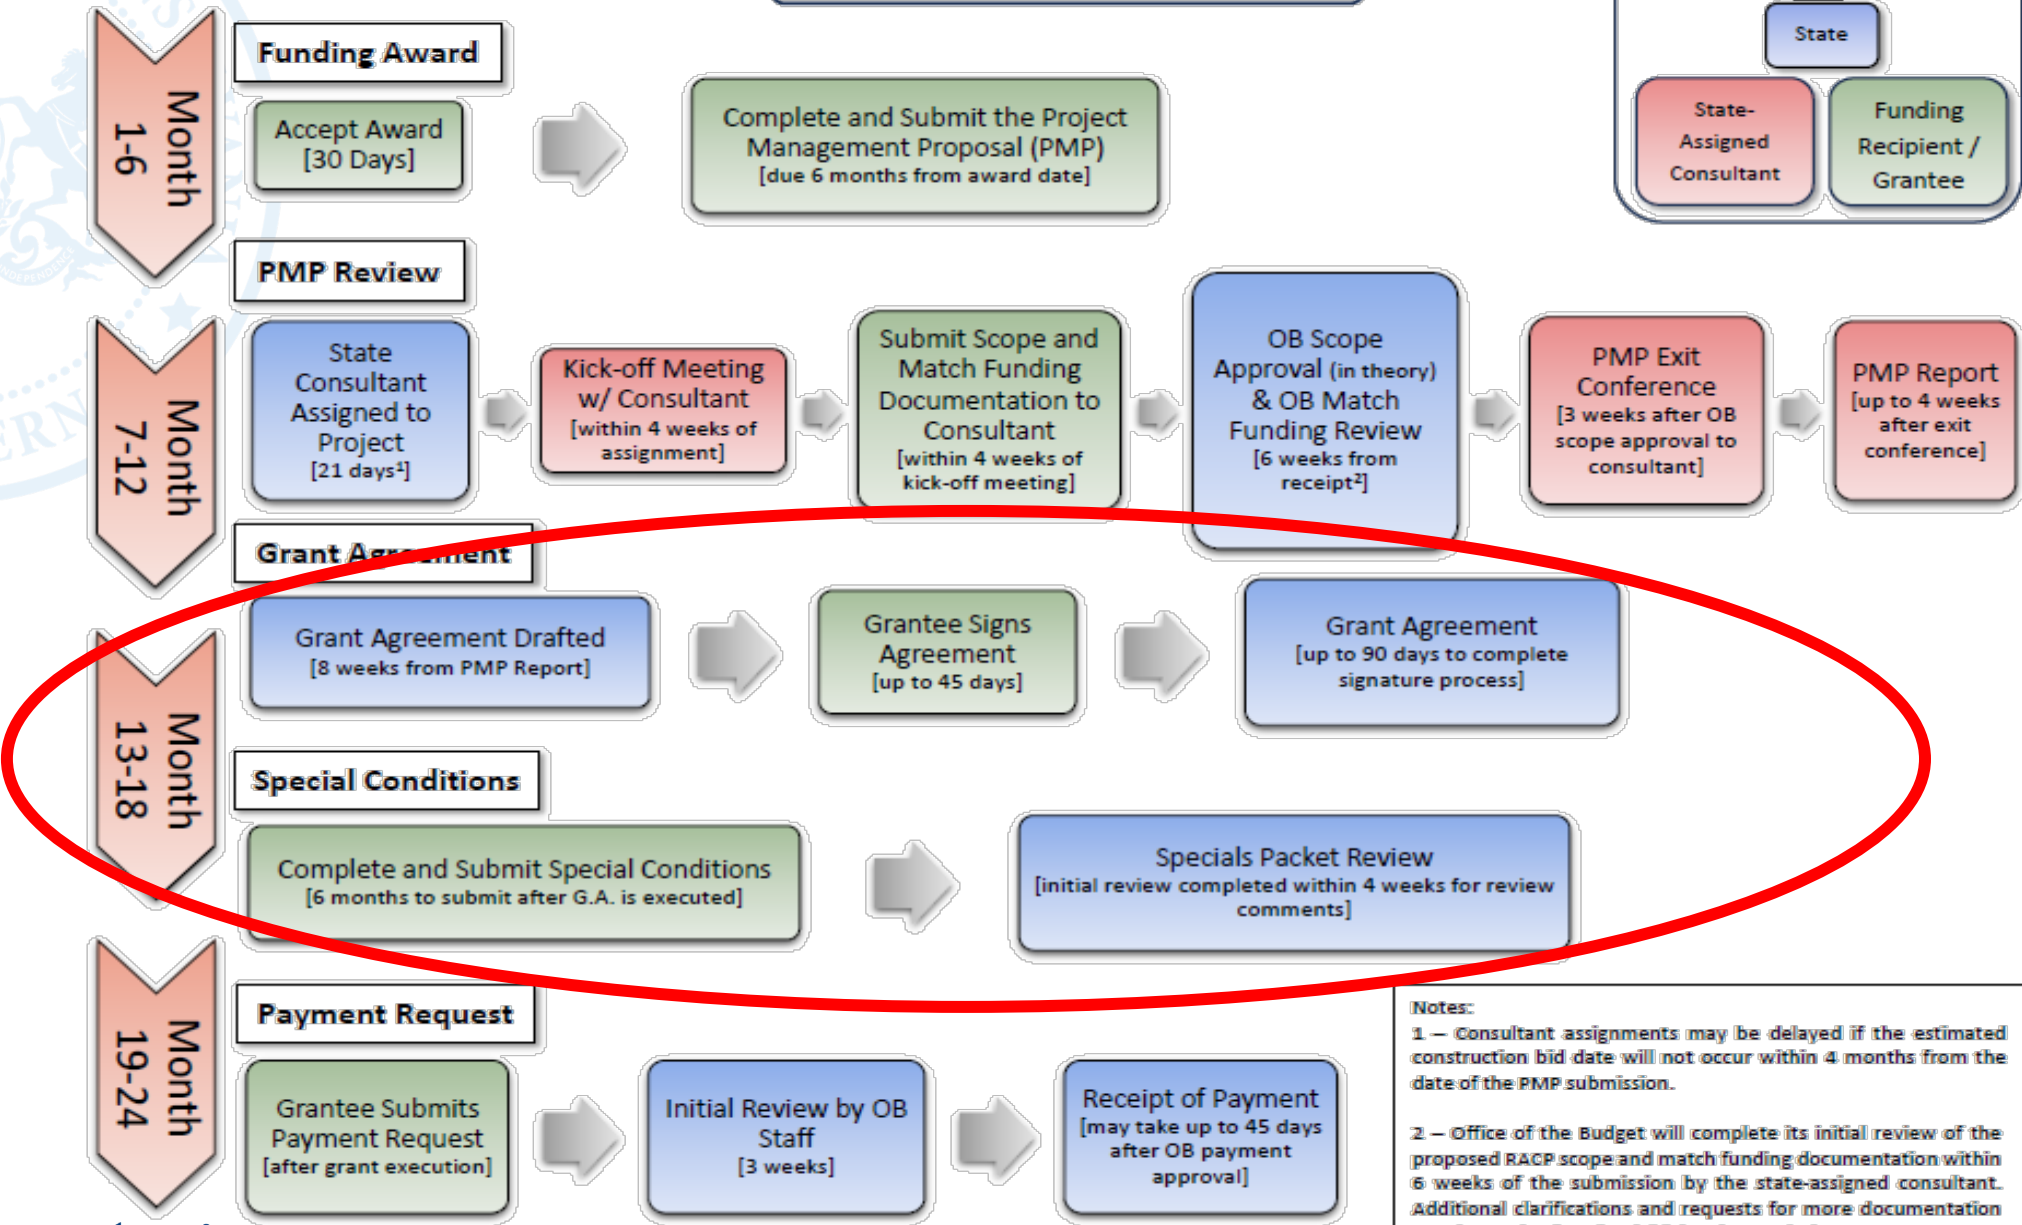 State
State-
Assigned
Consultant
Funding
Recipient /
Grantee
Month
1-6
Funding Award
Accept Award
[30 Days]
Complete and Submit the Project
Management Proposal (PMP)
[due 6 months from award date]
Month
7-12
PMP Review
State
Consultant
Assigned to
Project
[21 days¹]
Kick-off Meeting
w/ Consultant
[within 4 weeks of
assignment]
Submit Scope and
Match Funding
Documentation to
Consultant
[within 4 weeks of
kick-off meeting]
OB Scope
Approval (in theory)
& OB Match
Funding Review
[6 weeks from
receipt²]
PMP Exit
Conference
[3 weeks after OB
scope approval to
consultant]
PMP Report
[up to 4 weeks
after exit
conference]
Month
13-18
Grant Agreement
Grant Agreement Drafted
[8 weeks from PMP Report]
Grantee Signs
Agreement
[up to 45 days]
Grant Agreement
[up to 90 days to complete
signature process]
Special Conditions
Complete and Submit Special Conditions
[6 months to submit after G.A. is executed]
Specials Packet Review
[initial review completed within 4 weeks for review
comments]
Month
19-24
Payment Request
Grantee Submits
Payment Request
[after grant execution]
Initial Review by OB
Staff
[3 weeks]
Receipt of Payment
[may take up to 45 days
after OB payment
approval]
Notes:
1 – Consultant assignments may be delayed if the estimated
construction bid date will not occur within 4 months from the
date of the PMP submission.
2 – Office of the Budget will complete its initial review of the
proposed RACP scope and match funding documentation within
6 weeks of the submission by the state-assigned consultant.
Additional clarifications and requests for more documentation